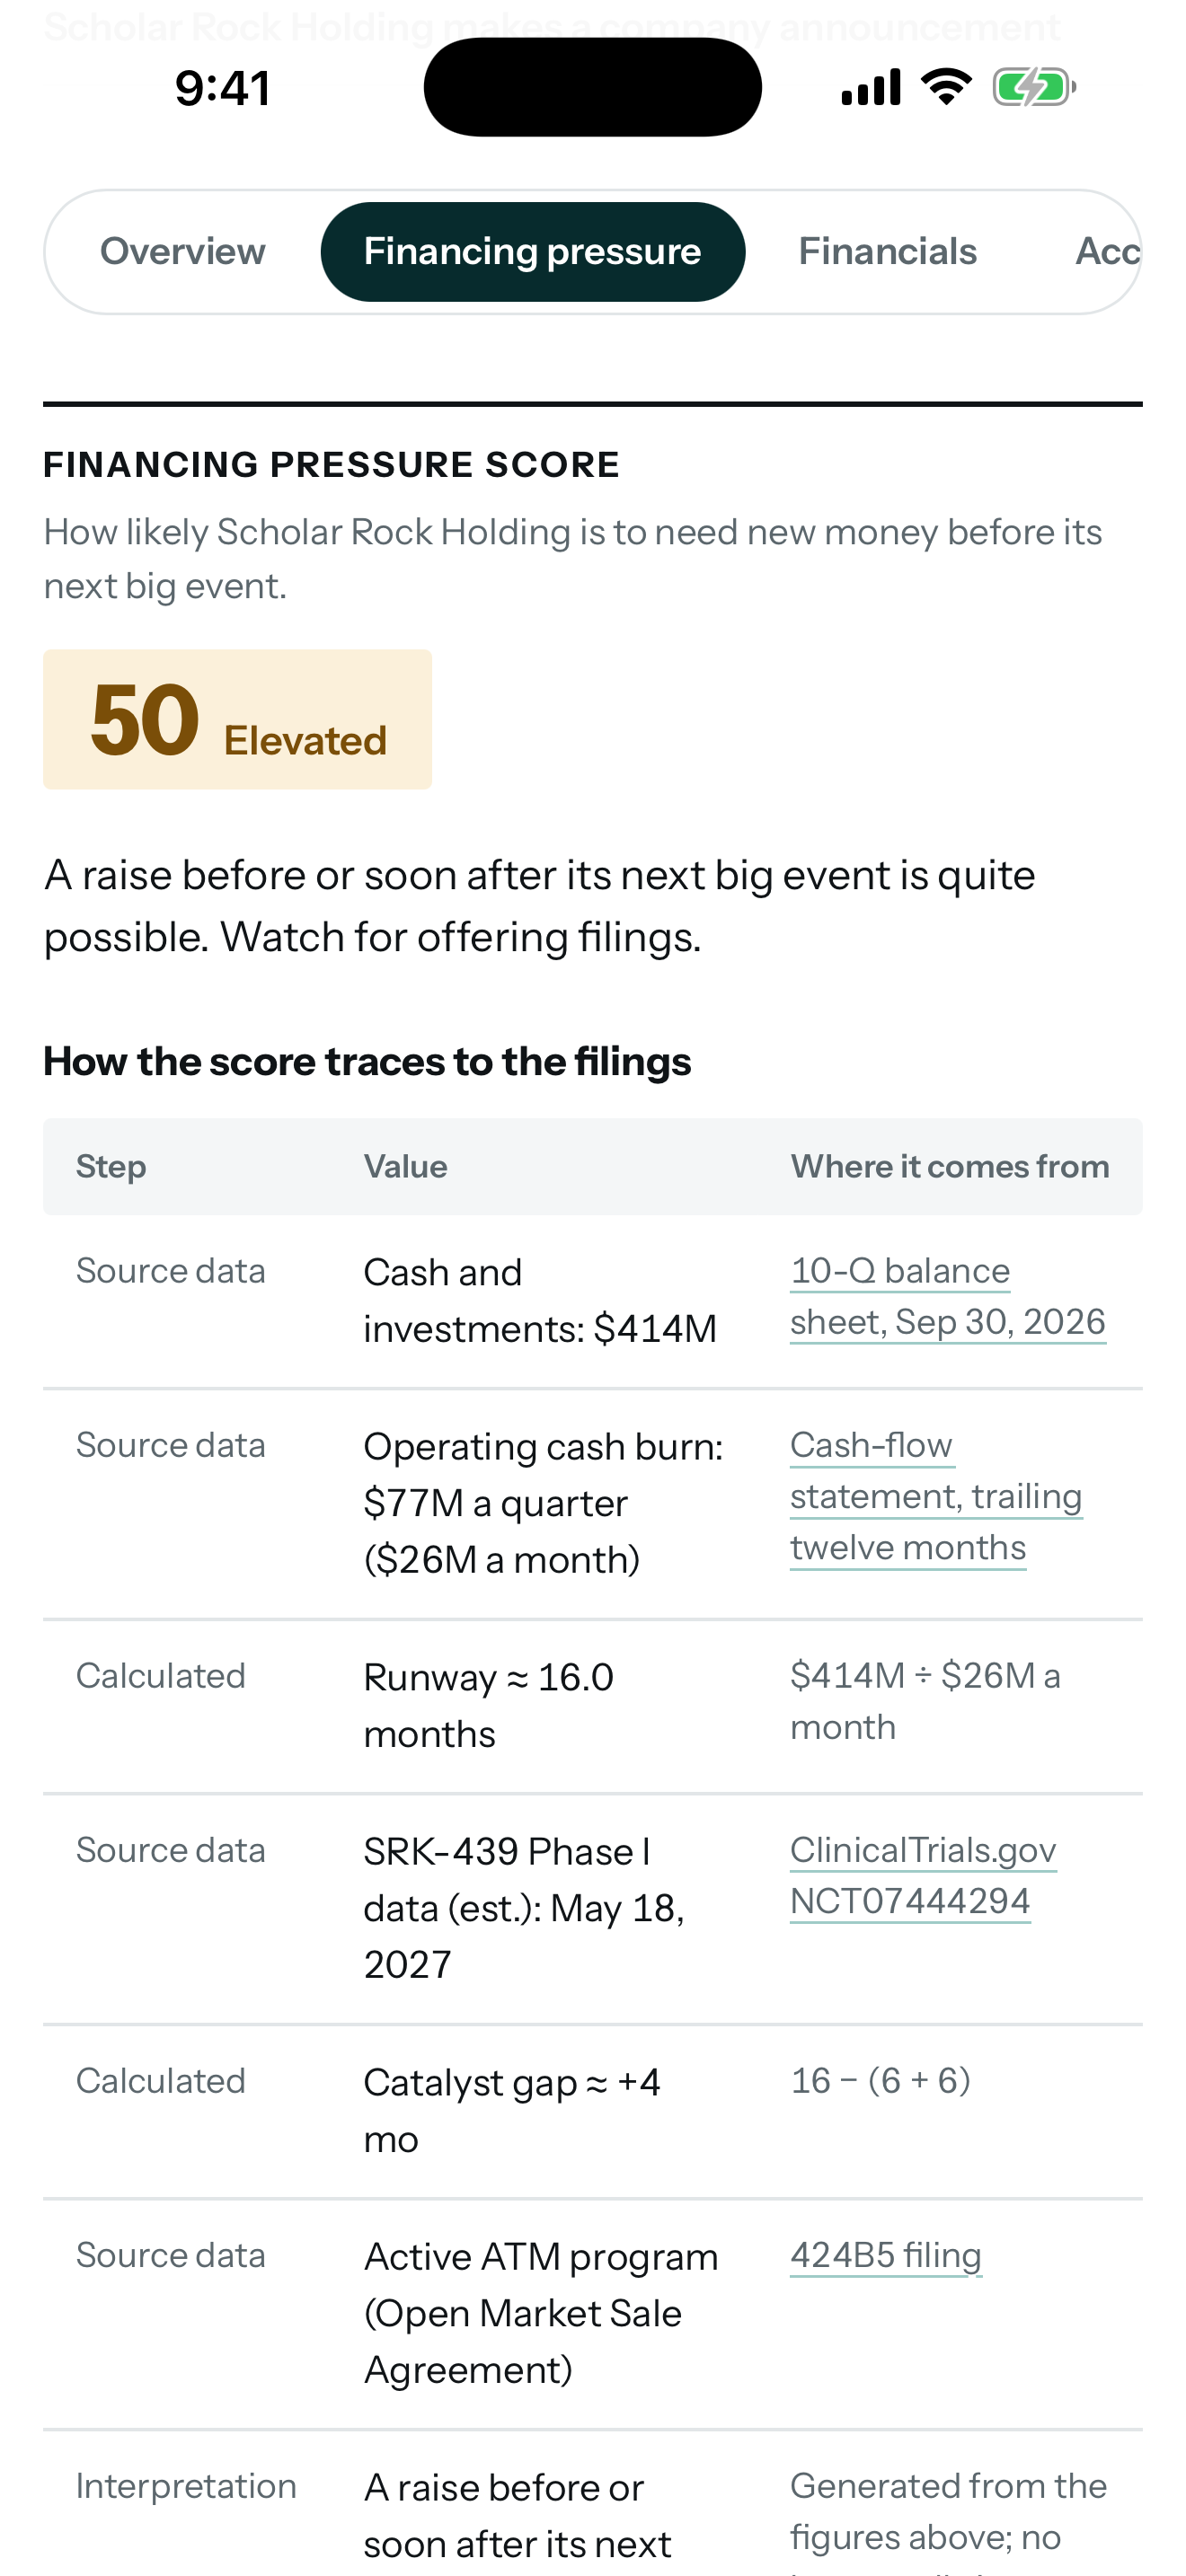 Scholar Rock Holding makes a company announcement
9:41
Overview
Financing pressure
Financials
Acc
FINANCING PRESSURE SCORE
How likely Scholar Rock Holding is to need new money before its
next big event.
50 Elevated
A raise before or soon after its next big event is quite
possible. Watch for offering filings.
How the score traces to the filings
Step
Value
Where it comes from
Source data
Cash and
investments: $414M
10-Q balance
sheet, Sep 30, 2026
Source data
Operating cash burn:
$77M a quarter
($26M a month)
Cash-flow
statement, trailing
twelve months
Calculated
Runway ≈ 16.0
months
$414M ÷ $26M a
month
Source data
SRK-439 Phase I
data (est.): May 18,
2027
ClinicalTrials.gov
NCT07444294
Calculated
Catalyst gap ≈ +4
mo
16 − (6 + 6)
Source data
Active ATM program
(Open Market Sale
Agreement)
424B5 filing
Interpretation
A raise before or
soon after its next
Generated from the
figures above; no